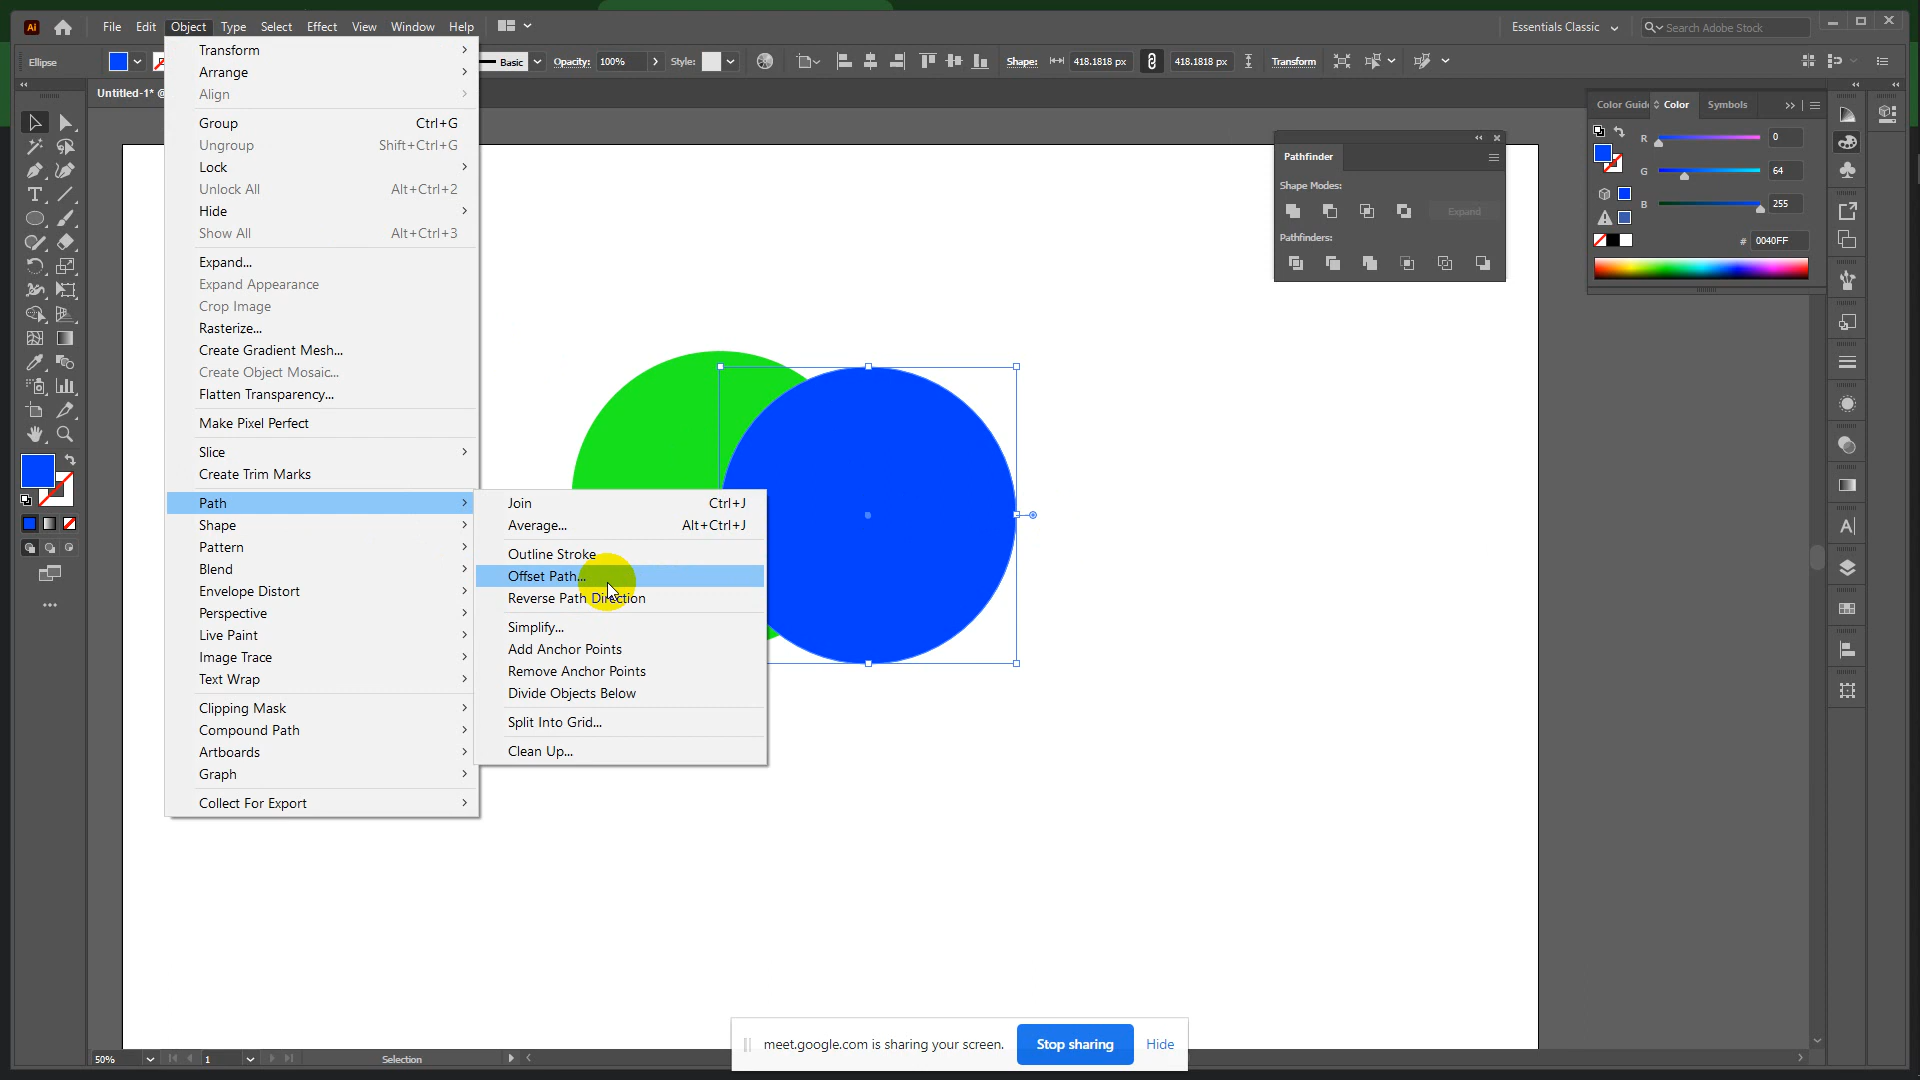 Ai File Edit Object Type Select Effect View Window Help Essentials Classic Search Adobe Stock
Ellipse Basic Opacity: 100% Style: Shape: 418.1818 px 418.1818 px Transform
Untitled-1* @
Transform
Arrange
Align
Group Ctrl+G
Ungroup Shift+Ctrl+G
Lock
Unlock All Alt+Ctrl+2
Hide
Show All Alt+Ctrl+3
Expand...
Expand Appearance
Crop Image
Rasterize...
Create Gradient Mesh...
Create Object Mosaic...
Flatten Transparency...
Make Pixel Perfect
Slice
Create Trim Marks
Path
Shape
Pattern
Blend
Envelope Distort
Perspective
Live Paint
Image Trace
Text Wrap
Clipping Mask
Compound Path
Artboards
Graph
Collect For Export
Join Ctrl+J
Average... Alt+Ctrl+J
Outline Stroke
Offset Path...
Reverse Path Direction
Simplify...
Add Anchor Points
Remove Anchor Points
Divide Objects Below
Split Into Grid...
Clean Up...
Pathfinder
Shape Modes:
Expand
Pathfinders:
Color Guide Color Symbols
R 0
G 64
B 255
# 0040FF
50% 1 Selection
meet.google.com is sharing your screen. Stop sharing Hide